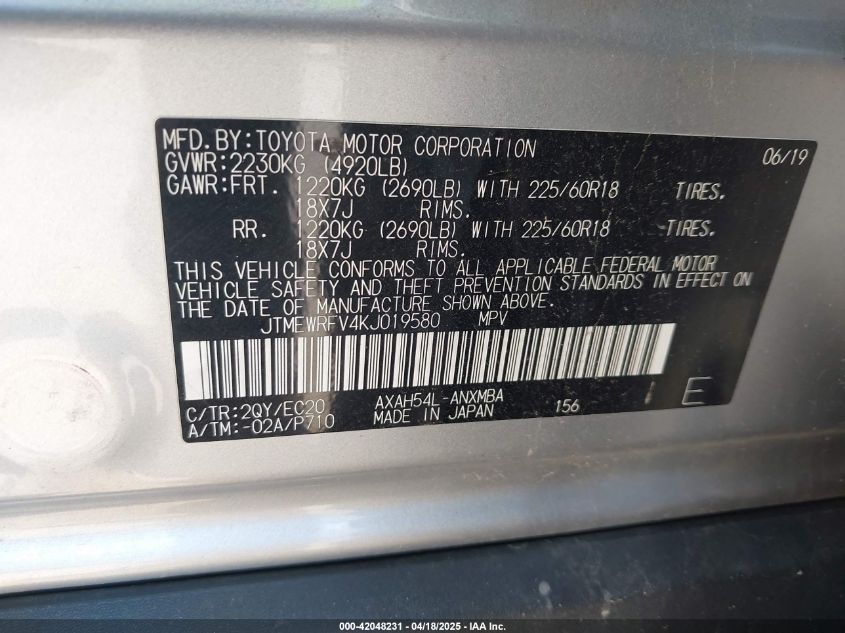 MFD.BY:TOYOTA MOTOR CORPORATION 06/19
GVWR:2230KG (4920LB)
GAWR:FRT. 1220KG (2690LB) WITH 225/60R18 TIRES.
18X7J RIMS.
RR. 1220KG (2690LB) WITH 225/60R18 TIRES.
18X7J RIMS.
THIS VEHICLE CONFORMS TO ALL APPLICABLE FEDERAL MOTOR
VEHICLE SAFETY AND THEFT PREVENTION STANDARDS IN EFFECT ON
THE DATE OF MANUFACTURE SHOWN ABOVE.
JTMEWRFV4KJ019580 MPV
C/TR:2QY/EC20 AXAH54L-ANXMBA 156 E
A/TM:-02A/P710 MADE IN JAPAN
000-42048231 - 04/18/2025 - IAA Inc.